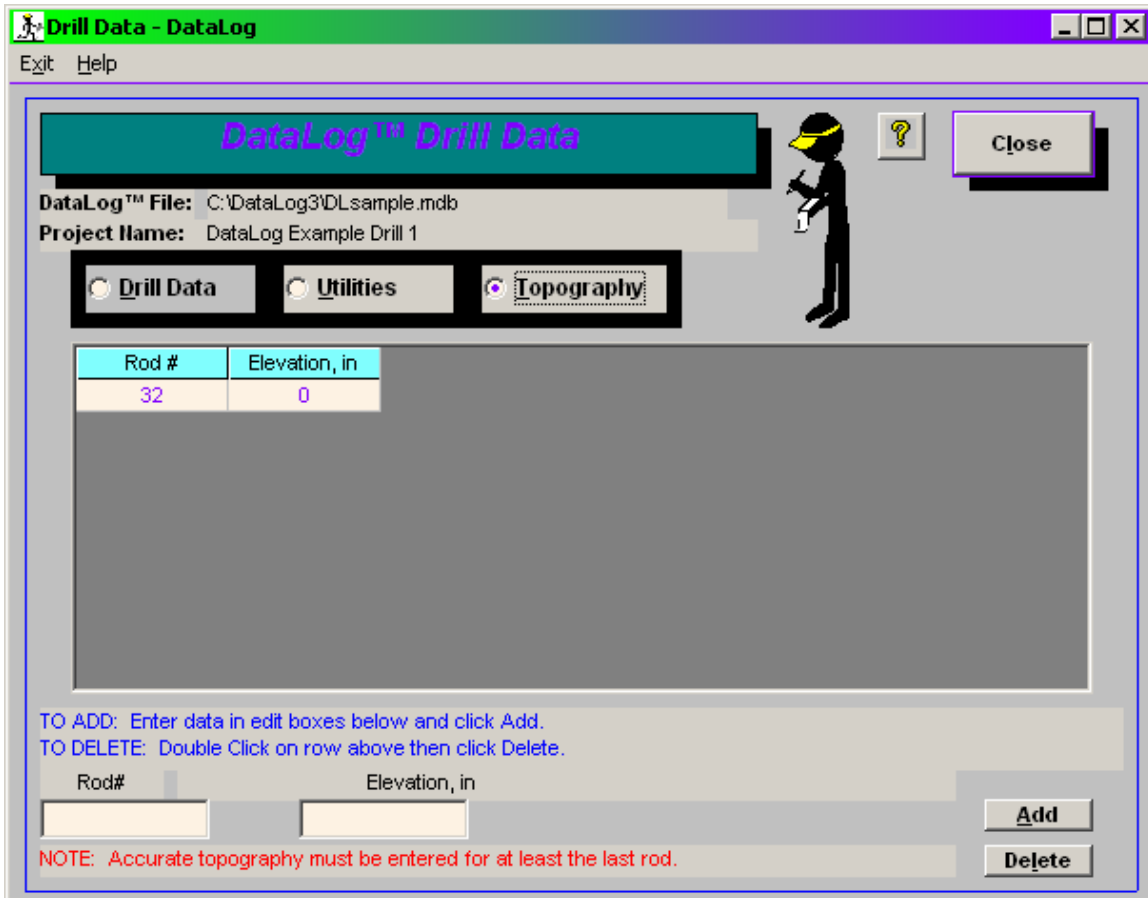 Drill Data - DataLog
Exit Help
DataLog™ Drill Data
?
Close
DataLog™ File: C:\DataLog3\DLsample.mdb
Project Name: DataLog Example Drill 1
Drill Data Utilities Topography
Rod # Elevation, in
32 0
TO ADD: Enter data in edit boxes below and click Add.
TO DELETE: Double Click on row above then click Delete.
Rod# Elevation, in
Add
NOTE: Accurate topography must be entered for at least the last rod.
Delete